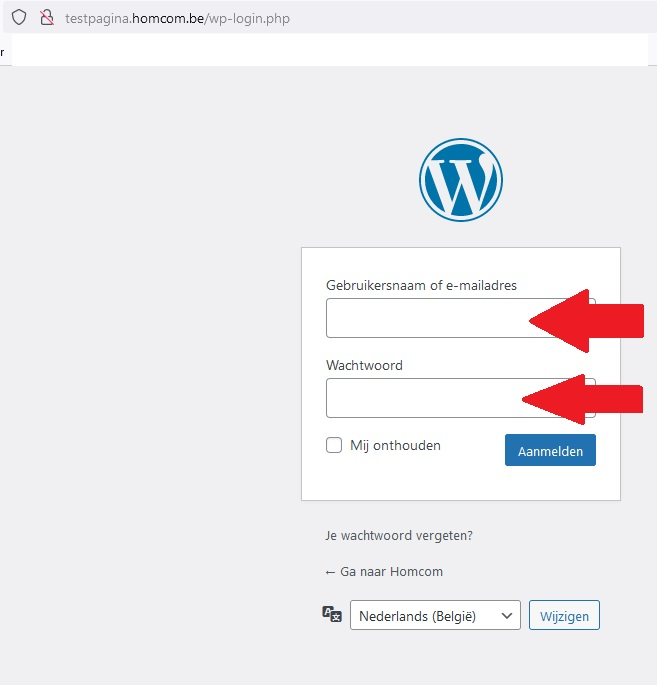 testpagina.homcom.be/wp-login.php
r
Gebruikersnaam of e-mailadres
Wachtwoord
Mij onthouden
Aanmelden
Je wachtwoord vergeten?
← Ga naar Homcom
Nederlands (België)
Wijzigen